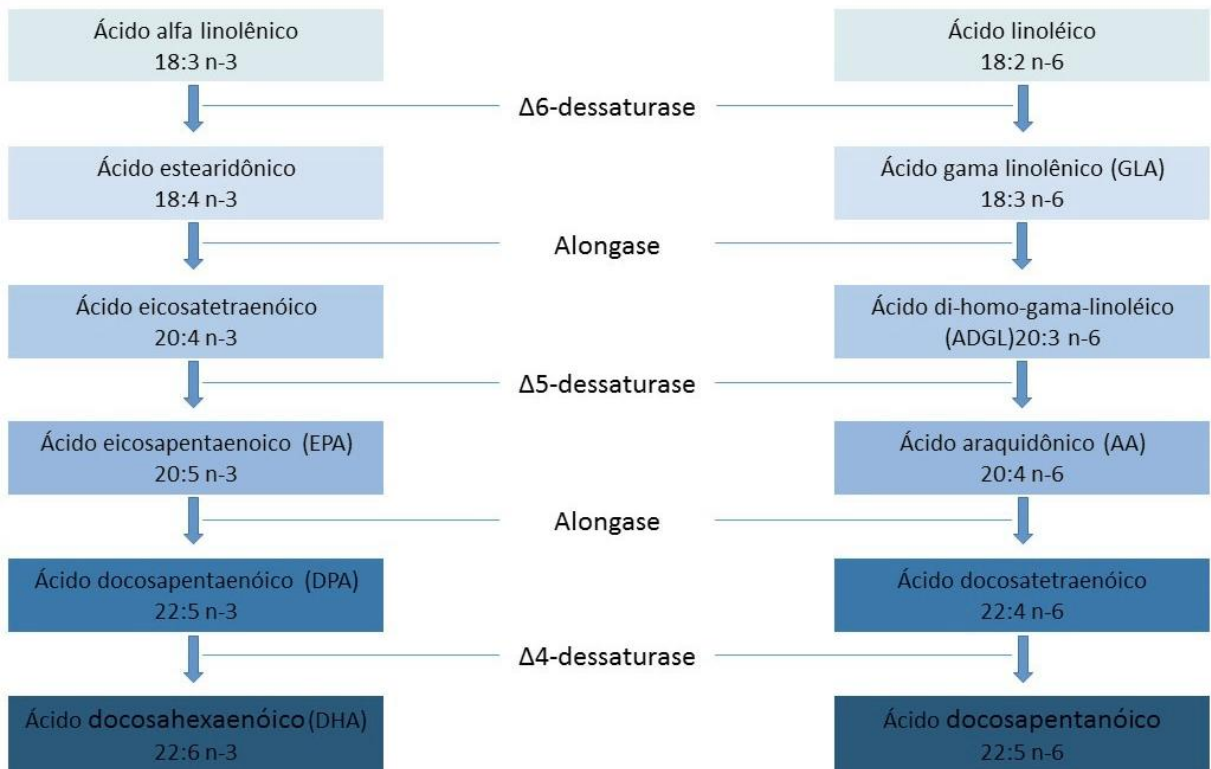 Ácido alfa linolênico
18:3 n-3
Ácido linoléico
18:2 n-6
Δ6-dessaturase
Ácido estearidônico
18:4 n-3
Ácido gama linolênico (GLA)
18:3 n-6
Alongase
Ácido eicosatetraenóico
20:4 n-3
Ácido di-homo-gama-linoléico
(ADGL)20:3 n-6
Δ5-dessaturase
Ácido eicosapentaenoico (EPA)
20:5 n-3
Ácido araquidônico (AA)
20:4 n-6
Alongase
Ácido docosapentaenóico (DPA)
22:5 n-3
Ácido docosatetraenóico
22:4 n-6
Δ4-dessaturase
Ácido docosahexaenóico (DHA)
22:6 n-3
Ácido docosapentanóico
22:5 n-6